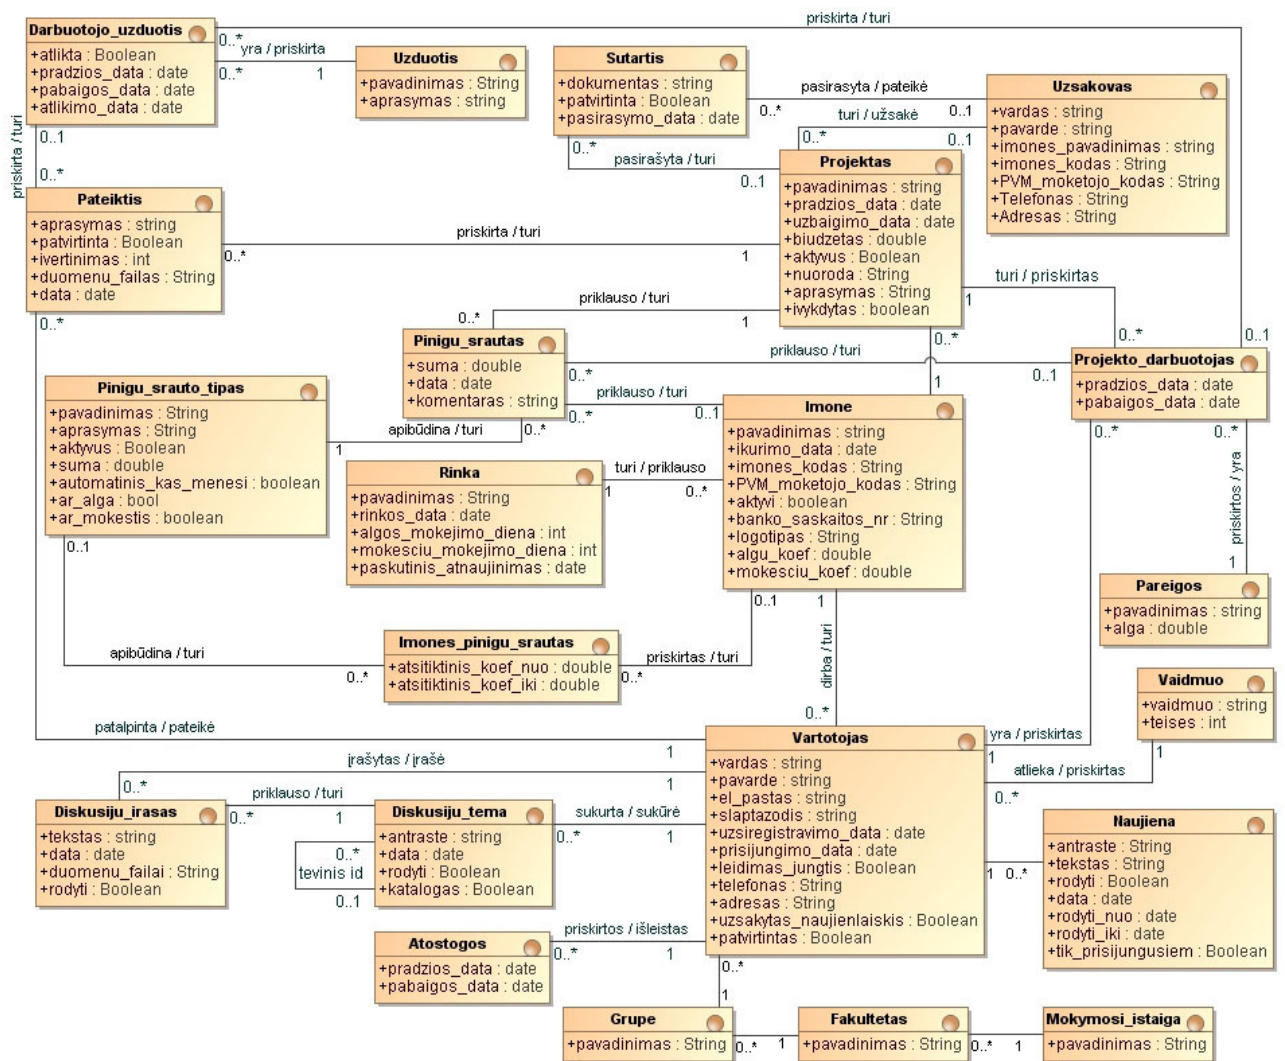 priskirta / turi
Darbuotojo_uzduotis
+atlikta : Boolean
+pradzios_data : date
+pabaigos_data : date
+atlikimo_data : date
0..*
yra / priskirta
0..*
1
0..1
Uzduotis
+pavadinimas : String
+aprasymas : string
Sutartis
+dokumentas : string
+patvirtinta : Boolean
+pasirasymo_data : date
pasirasyta / pateikė
0..*
0..1
turi / užsakė
0..*
0..1
Uzsakovas
+vardas : string
+pavarde : string
+imones_pavadinimas : string
+imones_kodas : String
+PVM_moketojo_kodas : String
+Telefonas : String
+Adresas : String
0..*
pasirašyta / turi
0..1
Projektas
+pavadinimas : string
+pradzios_data : date
+uzbaigimo_data : date
+biudzetas : double
+aktyvus : Boolean
+nuoroda : String
+aprasymas : String
+ivykdytas : boolean
priskirta / turi
0..*
Pateiktis
+aprasymas : string
+patvirtinta : Boolean
+ivertinimas : int
+duomenu_failas : String
+data : date
priskirta / turi
0..*
1
turi / priskirtas
1
0..*
0..*
priklauso / turi
0..*
1
0..*
0..1
Pinigu_srautas
+suma : double
+data : date
+komentaras : string
priklauso / turi
0..*
0..1
Projekto_darbuotojas
+pradzios_data : date
+pabaigos_data : date
Pinigu_srauto_tipas
+pavadinimas : String
+aprasymas : String
+aktyvus : Boolean
+suma : double
+automatinis_kas_menesi : boolean
+ar_alga : bool
+ar_mokestis : boolean
priklauso / turi
0..*
0..1
1
apibūdina / turi
1
0..*
0..*
0..*
Imone
+pavadinimas : string
+ikurimo_data : date
+imones_kodas : String
+PVM_moketojo_kodas : String
+aktyvi : boolean
+banko_saskaitos_nr : String
+logotipas : String
+algu_koef : double
+mokesciu_koef : double
Rinka
+pavadinimas : String
+rinkos_data : date
+algos_mokejimo_diena : int
+mokesciu_mokejimo_diena : int
+paskutinis_atnaujinimas : date
turi / priklauso
1
0..*
priskirtos / yra
1
0..1
Pareigos
+pavadinimas : string
+alga : double
0..1
1
Imones_pinigu_srautas
+atsitiktinis_koef_nuo : double
+atsitiktinis_koef_iki : double
apibūdina / turi
0..*
priskirtas / turi
0..*
dirba / turi
0..*
Vaidmuo
+vaidmuo : string
+teises : int
patalpinta / pateikė
1
yra / priskirtas
1
1
atlieka / priskirtas
0..*
Vartotojas
+vardas : string
+pavarde : string
+el_pastas : string
+slaptazodis : string
+uzsiregistravimo_data : date
+prisijungimo_data : date
+leidimas_jungtis : Boolean
+telefonas : String
+adresas : String
+uzsakytas_naujienlaiskis : Boolean
+patvirtintas : Boolean
įrašytas / įrašė
0..*
1
Diskusiju_irasas
+tekstas : string
+data : date
+duomenu_failai : String
+rodyti : Boolean
priklauso / turi
0..*
1
Diskusiju_tema
+antraste : string
+data : date
+rodyti : Boolean
+katalogas : Boolean
sukurta / sukūrė
0..*
1
0..*
tevinis id
0..1
1
0..*
Naujiena
+antraste : String
+tekstas : String
+rodyti : Boolean
+data : date
+rodyti_nuo : date
+rodyti_iki : date
+tik_prisijungusiem : Boolean
Atostogos
+pradzios_data : date
+pabaigos_data : date
priskirtos / išleistas
0..*
1
0..*
1
Grupe
+pavadinimas : String
0..*
1
Fakultetas
+pavadinimas : String
0..*
1
Mokymosi_istaiga
+pavadinimas : String